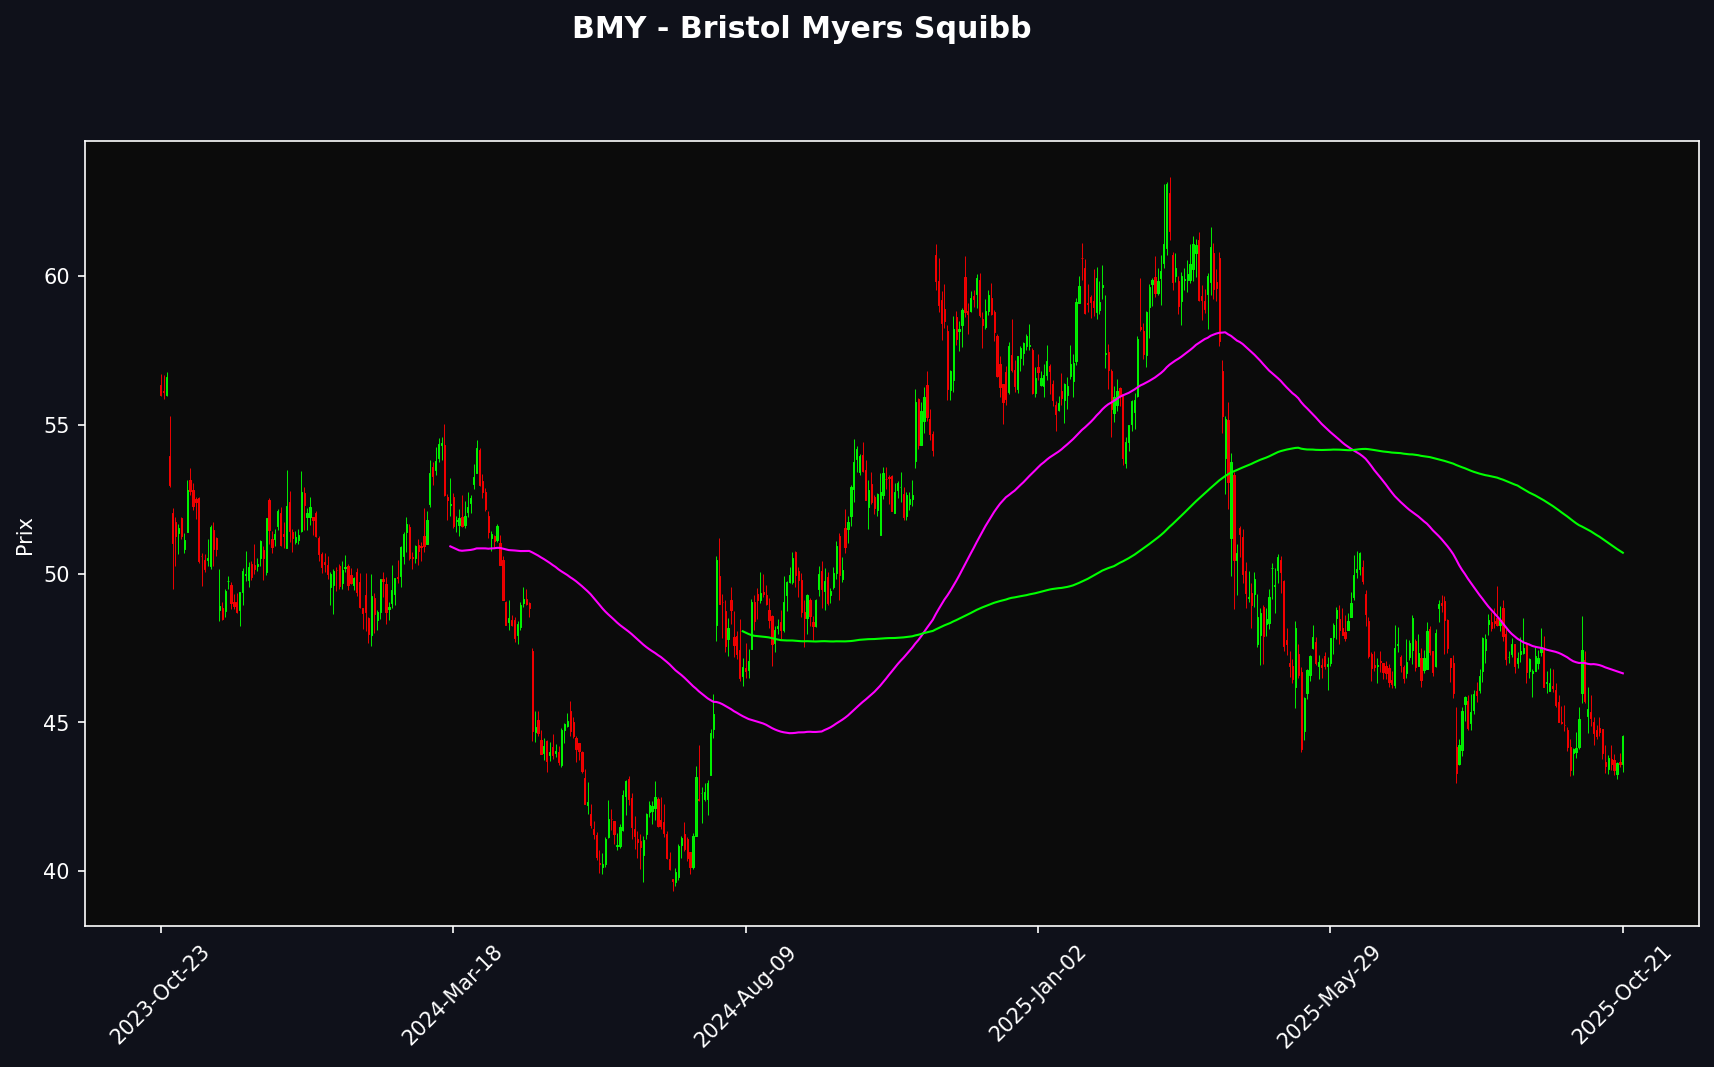 BMY - Bristol Myers Squibb
Prix
60
55
50
45
40
2023-Oct-23
2024-Mar-18
2024-Aug-09
2025-Jan-02
2025-May-29
2025-Oct-21